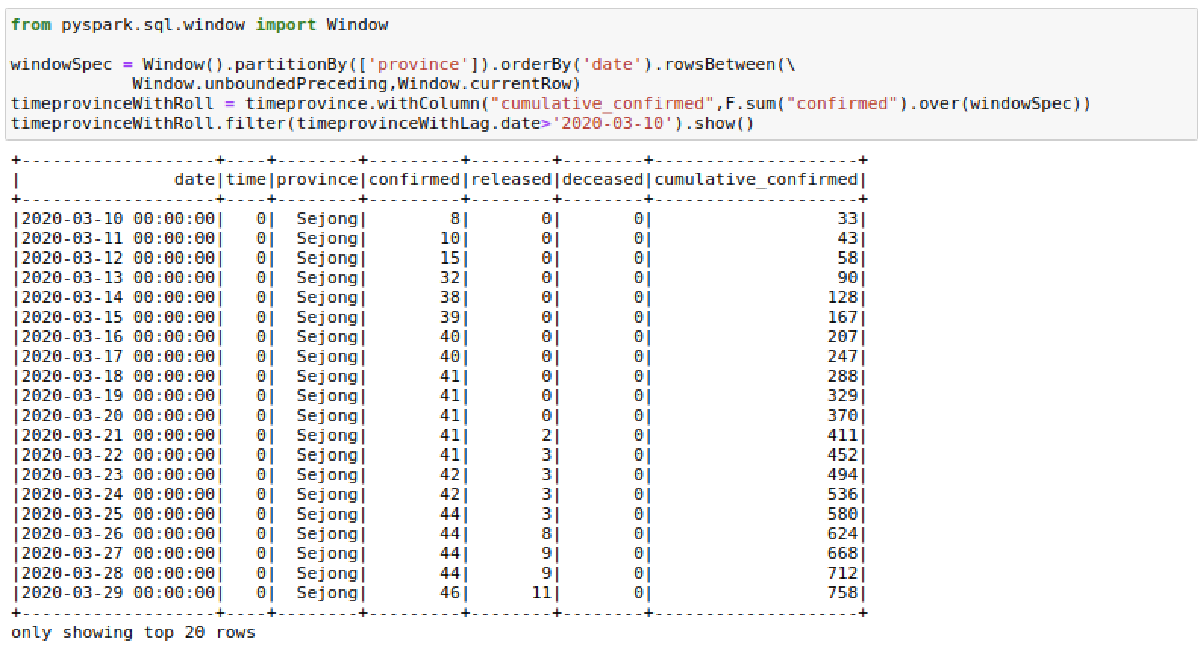 from pyspark.sql.window import Window
windowSpec = Window().partitionBy(['province']).orderBy('date').rowsBetween(\
            Window.unboundedPreceding,Window.currentRow)
timeprovinceWithRoll = timeprovince.withColumn("cumulative_confirmed",F.sum("confirmed").over(windowSpec))
timeprovinceWithRoll.filter(timeprovinceWithLag.date>'2020-03-10').show()
+-------------------+----+--------+---------+--------+--------+--------------------+
|               date|time|province|confirmed|released|deceased|cumulative_confirmed|
+-------------------+----+--------+---------+--------+--------+--------------------+
|2020-03-10 00:00:00|   0|  Sejong|        8|       0|       0|                  33|
|2020-03-11 00:00:00|   0|  Sejong|       10|       0|       0|                  43|
|2020-03-12 00:00:00|   0|  Sejong|       15|       0|       0|                  58|
|2020-03-13 00:00:00|   0|  Sejong|       32|       0|       0|                  90|
|2020-03-14 00:00:00|   0|  Sejong|       38|       0|       0|                 128|
|2020-03-15 00:00:00|   0|  Sejong|       39|       0|       0|                 167|
|2020-03-16 00:00:00|   0|  Sejong|       40|       0|       0|                 207|
|2020-03-17 00:00:00|   0|  Sejong|       40|       0|       0|                 247|
|2020-03-18 00:00:00|   0|  Sejong|       41|       0|       0|                 288|
|2020-03-19 00:00:00|   0|  Sejong|       41|       0|       0|                 329|
|2020-03-20 00:00:00|   0|  Sejong|       41|       0|       0|                 370|
|2020-03-21 00:00:00|   0|  Sejong|       41|       2|       0|                 411|
|2020-03-22 00:00:00|   0|  Sejong|       41|       3|       0|                 452|
|2020-03-23 00:00:00|   0|  Sejong|       42|       3|       0|                 494|
|2020-03-24 00:00:00|   0|  Sejong|       42|       3|       0|                 536|
|2020-03-25 00:00:00|   0|  Sejong|       44|       3|       0|                 580|
|2020-03-26 00:00:00|   0|  Sejong|       44|       8|       0|                 624|
|2020-03-27 00:00:00|   0|  Sejong|       44|       9|       0|                 668|
|2020-03-28 00:00:00|   0|  Sejong|       44|       9|       0|                 712|
|2020-03-29 00:00:00|   0|  Sejong|       46|      11|       0|                 758|
+-------------------+----+--------+---------+--------+--------+--------------------+
only showing top 20 rows